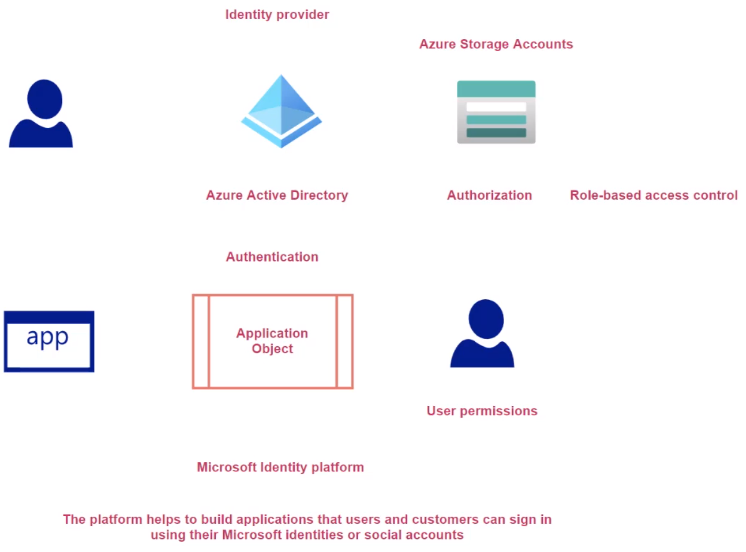 Identity provider
Azure Storage Accounts
Azure Active Directory
Authorization
Role-based access control
Authentication
app
Application
Object
User permissions
Microsoft Identity platform
The platform helps to build applications that users and customers can sign in
using their Microsoft identities or social accounts